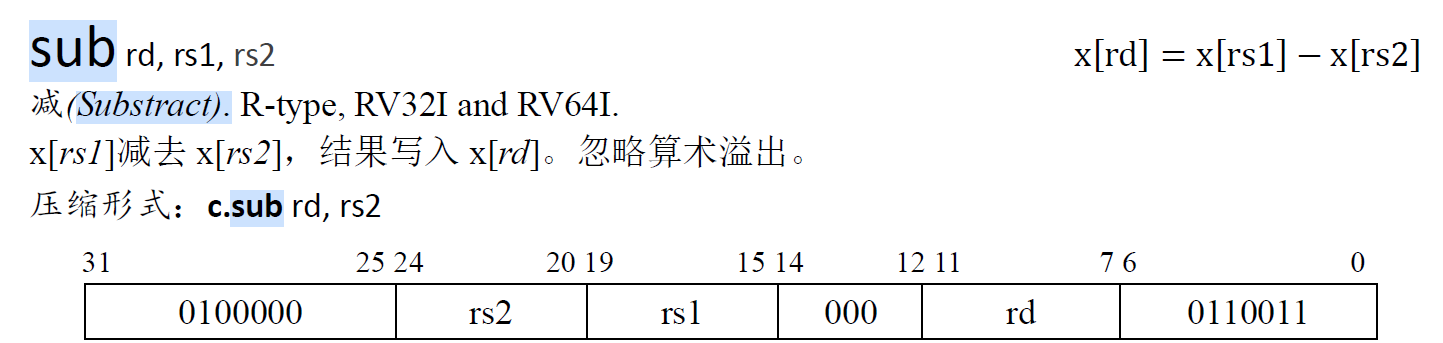 sub rd, rs1, rs2 x[rd] = x[rs1] − x[rs2]
减(Substract). R-type, RV32I and RV64I.
x[rs1]减去 x[rs2]，结果写入 x[rd]。忽略算术溢出。
压缩形式：c.sub rd, rs2
31 25 24 20 19 15 14 12 11 7 6 0
0100000 rs2 rs1 000 rd 0110011